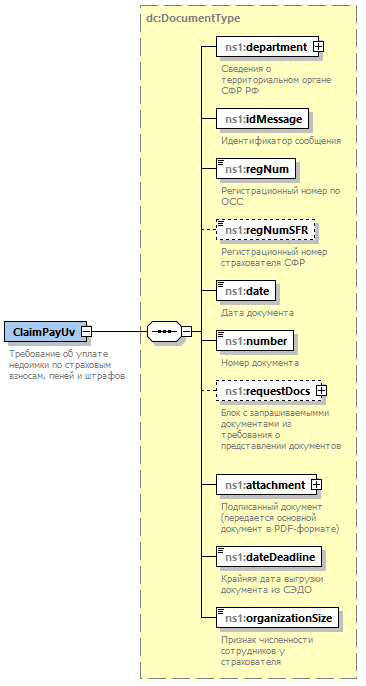 dc:DocumentType
ns1:department
Сведения о
территориальном органе
СФР РФ
ns1:idMessage
Идентификатор сообщения
ns1:regNum
Регистрационный номер по
ОСС
ns1:regNumSFR
Регистрационный номер
страхователя СФР
ns1:date
Дата документа
ClaimPayUv
Требование об уплате
недоимки по страховым
взносам, пеней и штрафов
ns1:number
Номер документа
ns1:requestDocs
Блок с запрашиваемымми
документами из
требования о
представлении документов
ns1:attachment
Подписанный документ
(передается основной
документ в PDF-формате)
ns1:dateDeadline
Крайняя дата выгрузки
документа из СЭДО
ns1:organizationSize
Признак численности
сотрудников у
страхователя